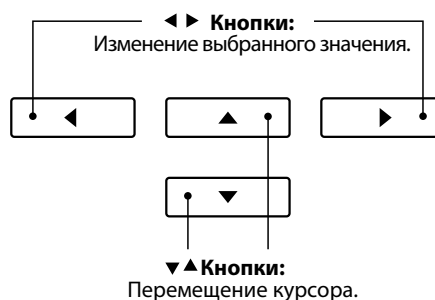 ◀ ▶ Кнопки:
Изменение выбранного значения.
▼▲Кнопки:
Перемещение курсора.